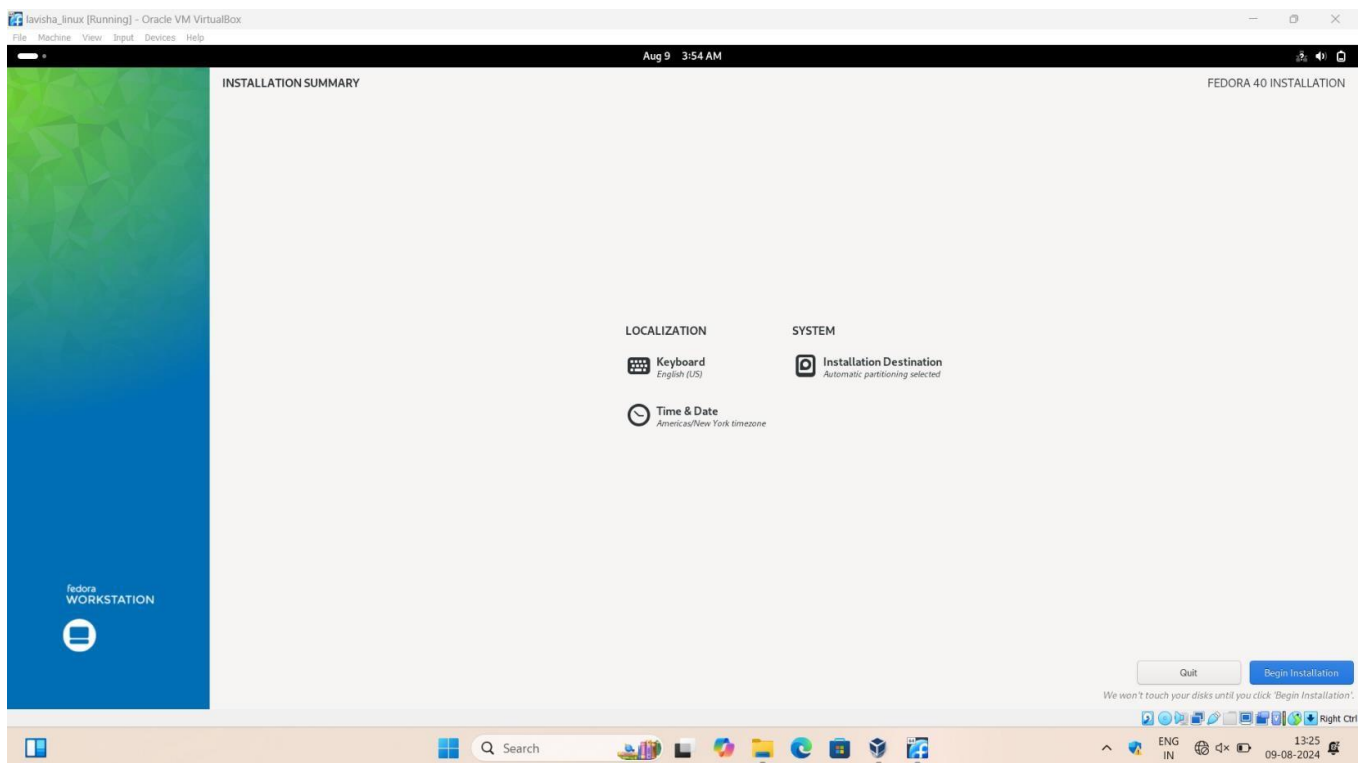 lavisha_linux [Running] - Oracle VM VirtualBox
File Machine View Input Devices Help
Aug 9 3:54 AM
INSTALLATION SUMMARY
FEDORA 40 INSTALLATION
LOCALIZATION
SYSTEM
Keyboard
English (US)
Installation Destination
Automatic partitioning selected
Time & Date
Americas/New York timezone
fedora
WORKSTATION
Quit
Begin Installation
We won't touch your disks until you click 'Begin Installation'.
Right Ctrl
Search
ENG
IN
13:25
09-08-2024